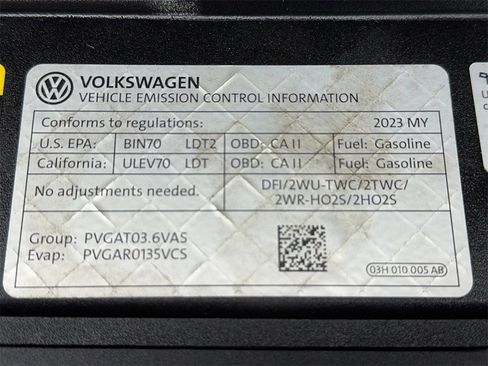 VOLKSWAGEN
VEHICLE EMISSION CONTROL INFORMATION
Conforms to regulations: 2023 MY
U.S. EPA: BIN70 LDT2 OBD: CA II Fuel: Gasoline
California: ULEV70 LDT OBD: CA II Fuel: Gasoline
No adjustments needed. DFI/2WU-TWC/2TWC/
2WR-HO2S/2HO2S
Group: PVGAT03.6VAS
Evap: PVGAR0135VCS
03H 010 005 AB